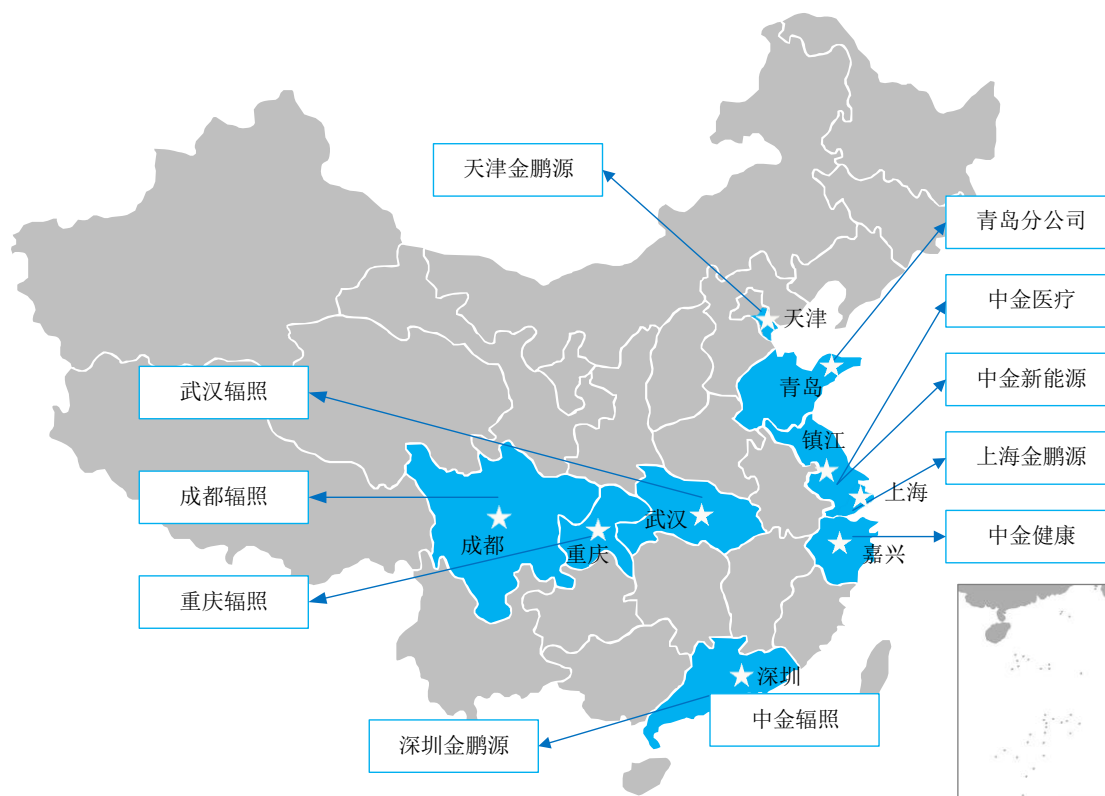 天津金鹏源
青岛分公司
中金医疗
天津
武汉辐照
青岛
中金新能源
镇江
上海金鹏源
成都辐照
上海
武汉
成都
重庆
嘉兴
中金健康
重庆辐照
深圳
中金辐照
深圳金鹏源